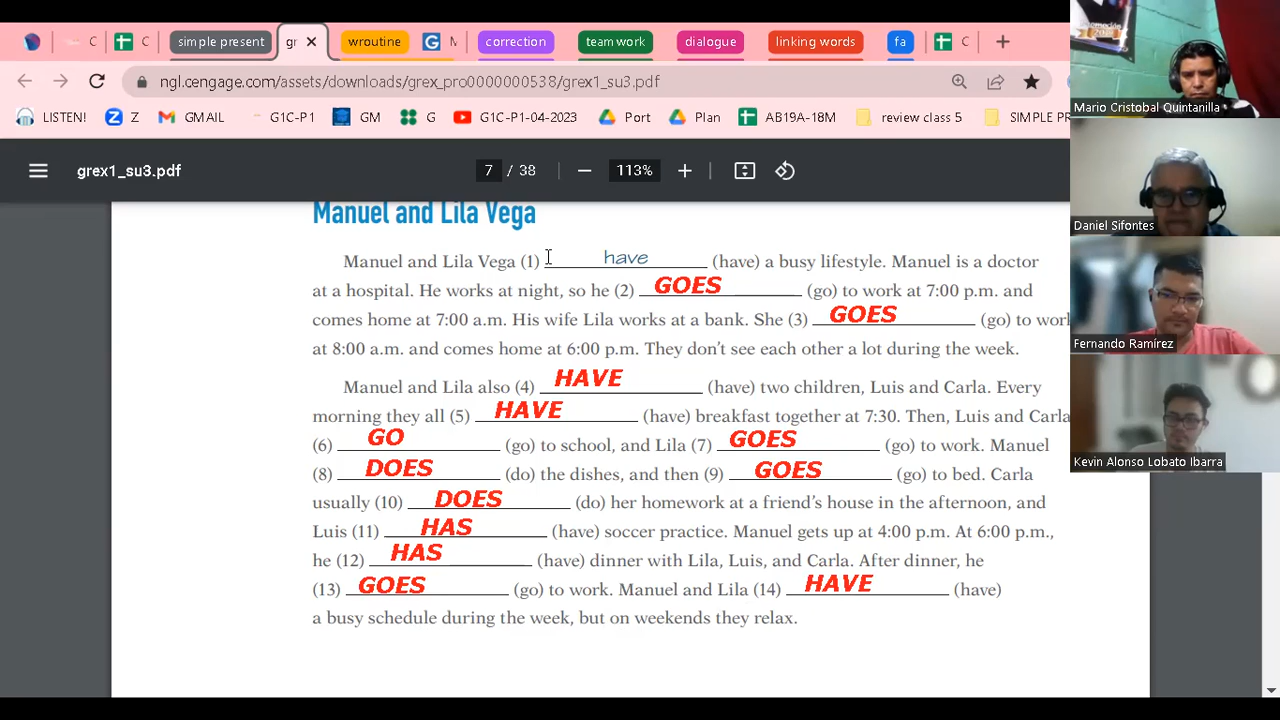 C C simple present gr wroutine G M correction team work dialogue linking words fa C
ngl.cengage.com/assets/downloads/grex_pro0000000538/grex1_su3.pdf
LISTEN! Z GMAIL G1C-P1 GM G G1C-P1-04-2023 Port Plan AB19A-18M review class 5 SIMPLE PR
grex1_su3.pdf 7 / 38 113%
Manuel and Lila Vega
Manuel and Lila Vega (1) have (have) a busy lifestyle. Manuel is a doctor
at a hospital. He works at night, so he (2) GOES (go) to work at 7:00 p.m. and
comes home at 7:00 a.m. His wife Lila works at a bank. She (3) GOES (go) to work
at 8:00 a.m. and comes home at 6:00 p.m. They don't see each other a lot during the week.
Manuel and Lila also (4) HAVE (have) two children, Luis and Carla. Every
morning they all (5) HAVE (have) breakfast together at 7:30. Then, Luis and Carla
(6) GO (go) to school, and Lila (7) GOES (go) to work. Manuel
(8) DOES (do) the dishes, and then (9) GOES (go) to bed. Carla
usually (10) DOES (do) her homework at a friend's house in the afternoon, and
Luis (11) HAS (have) soccer practice. Manuel gets up at 4:00 p.m. At 6:00 p.m.,
he (12) HAS (have) dinner with Lila, Luis, and Carla. After dinner, he
(13) GOES (go) to work. Manuel and Lila (14) HAVE (have)
a busy schedule during the week, but on weekends they relax.
Mario Cristobal Quintanilla
Daniel Sifontes
Fernando Ramírez
Kevin Alonso Lobato Ibarra